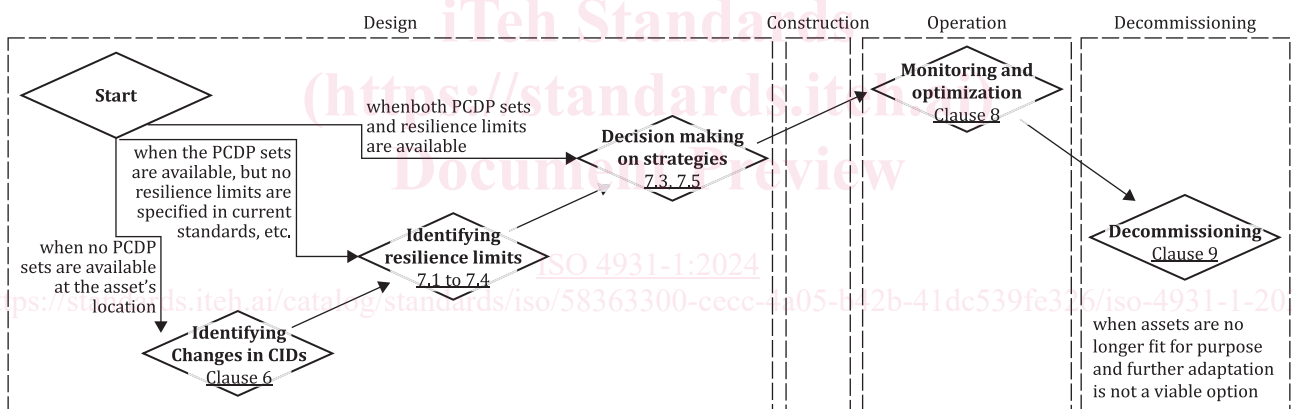 Design
Construction
Operation
Decommissioning
iTeh Standards
(https://standards.iteh.ai)
Document Preview
Start
whenboth PCDP sets
and resilience limits
are available
when the PCDP sets
are available, but no
resilience limits are
specified in current
standards, etc.
when no PCDP
sets are available
at the asset's
location
Identifying
Changes in CIDs
Clause 6
Identifying
resilience limits
7.1 to 7.4
Decision making
on strategies
7.3, 7.5
Monitoring and
optimization
Clause 8
Decommissioning
Clause 9
when assets are no
longer fit for purpose
and further adaptation
is not a viable option
ISO 4931-1:2024